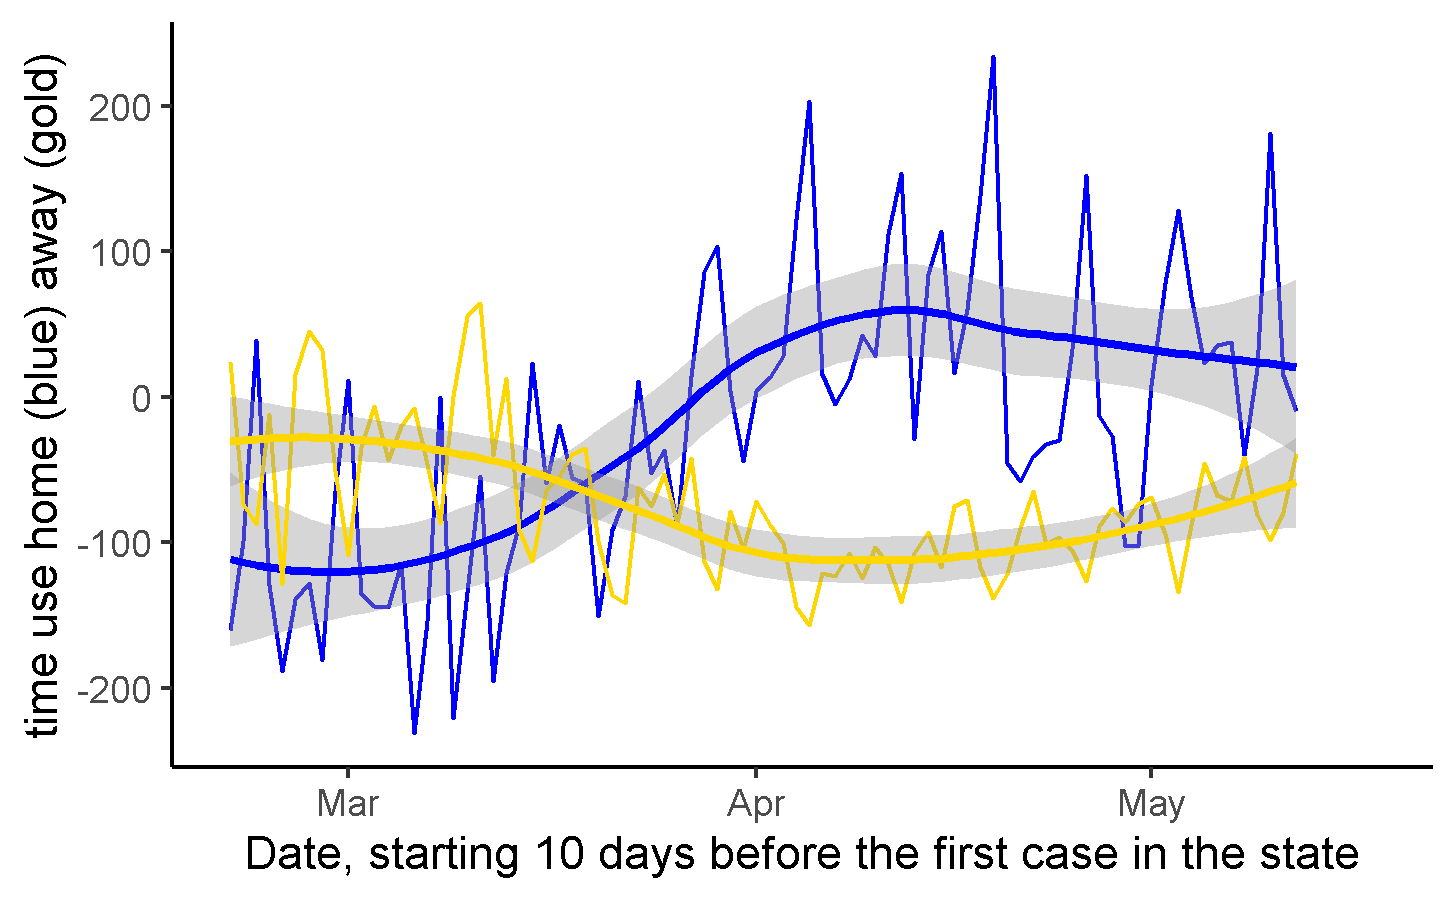 time use home (blue) away (gold)
200
100
0
-100
-200
Mar
Apr
May
Date, starting 10 days before the first case in the state